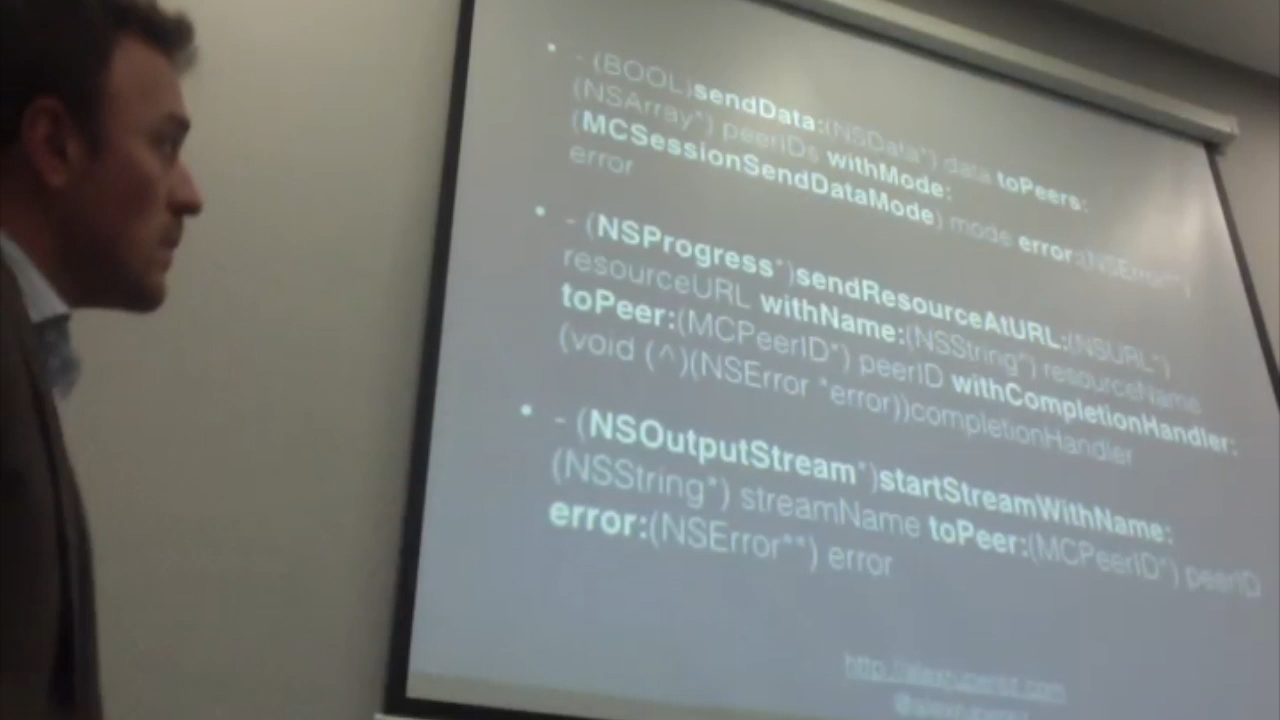 • - (BOOL)sendData:(NSData*) data toPeers:
(NSArray*) peerIDs withMode:
(MCSessionSendDataMode) mode error:(NSError**)
error
• - (NSProgress*)sendResourceAtURL:(NSURL*)
resourceURL withName:(NSString*) resourceName
toPeer:(MCPeerID*) peerID withCompletionHandler:
(void (^)(NSError *error))completionHandler
• - (NSOutputStream*)startStreamWithName:
(NSString*) streamName toPeer:(MCPeerID*) peerID
error:(NSError**) error